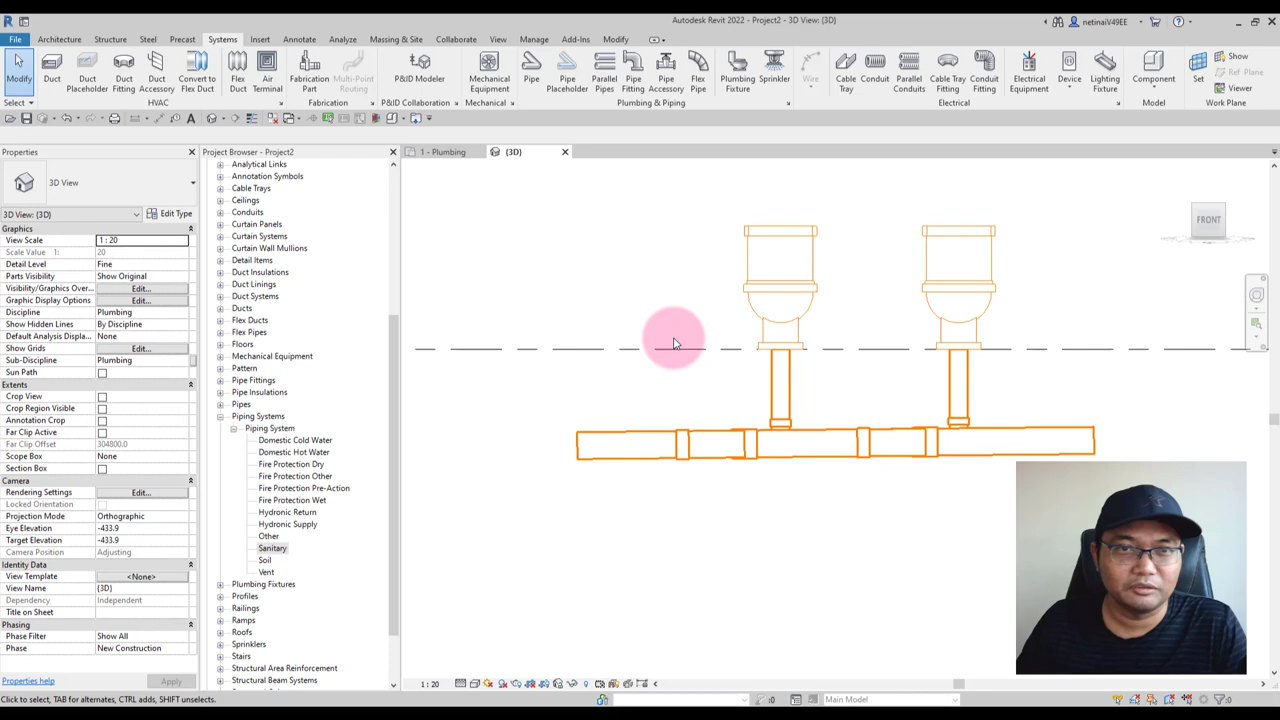 Autodesk Revit 2022 - Project2 - 3D View: {3D}
netinaiV49EE
File Architecture Structure Steel Precast Systems Insert Annotate Analyze Massing & Site Collaborate View Manage Add-Ins Modify
Modify
Duct
Duct Placeholder
Duct Fitting
Duct Accessory
Convert to Flex Duct
Flex Duct
Air Terminal
Fabrication Part
Multi-Point Routing
P&ID Modeler
Mechanical Equipment
Pipe
Pipe Placeholder
Parallel Pipes
Pipe Fitting
Pipe Accessory
Flex Pipe
Plumbing Fixture
Sprinkler
Wire
Cable Tray
Conduit
Parallel Conduits
Cable Tray Fitting
Conduit Fitting
Electrical Equipment
Device
Lighting Fixture
Component
Set
Show
Ref Plane
Viewer
Select HVAC Fabrication P&ID Collaboration Mechanical Plumbing & Piping Electrical Model Work Plane
Properties
3D View
3D View: {3D} Edit Type
Graphics
View Scale 1 : 20
Scale Value 1: 20
Detail Level Fine
Parts Visibility Show Original
Visibility/Graphics Over... Edit...
Graphic Display Options Edit...
Discipline Plumbing
Show Hidden Lines By Discipline
Default Analysis Displa... None
Show Grids Edit...
Sub-Discipline Plumbing
Sun Path
Extents
Crop View
Crop Region Visible
Annotation Crop
Far Clip Active
Far Clip Offset 304800.0
Scope Box None
Section Box
Camera
Rendering Settings Edit...
Locked Orientation
Projection Mode Orthographic
Eye Elevation -433.9
Target Elevation -433.9
Camera Position Adjusting
Identity Data
View Template <None>
View Name {3D}
Dependency Independent
Title on Sheet
Phasing
Phase Filter Show All
Phase New Construction
Properties help Apply
Project Browser - Project2
Analytical Links
Annotation Symbols
Cable Trays
Ceilings
Conduits
Curtain Panels
Curtain Systems
Curtain Wall Mullions
Detail Items
Duct Insulations
Duct Linings
Duct Systems
Ducts
Flex Ducts
Flex Pipes
Floors
Mechanical Equipment
Pattern
Pipe Fittings
Pipe Insulations
Pipes
Piping Systems
Piping System
Domestic Cold Water
Domestic Hot Water
Fire Protection Dry
Fire Protection Other
Fire Protection Pre-Action
Fire Protection Wet
Hydronic Return
Hydronic Supply
Other
Sanitary
Soil
Vent
Plumbing Fixtures
Profiles
Railings
Ramps
Roofs
Sprinklers
Stairs
Structural Area Reinforcement
Structural Beam Systems
1 - Plumbing {3D}
FRONT
1 : 20
Click to select, TAB for alternates, CTRL adds, SHIFT unselects. :0 Main Model :0